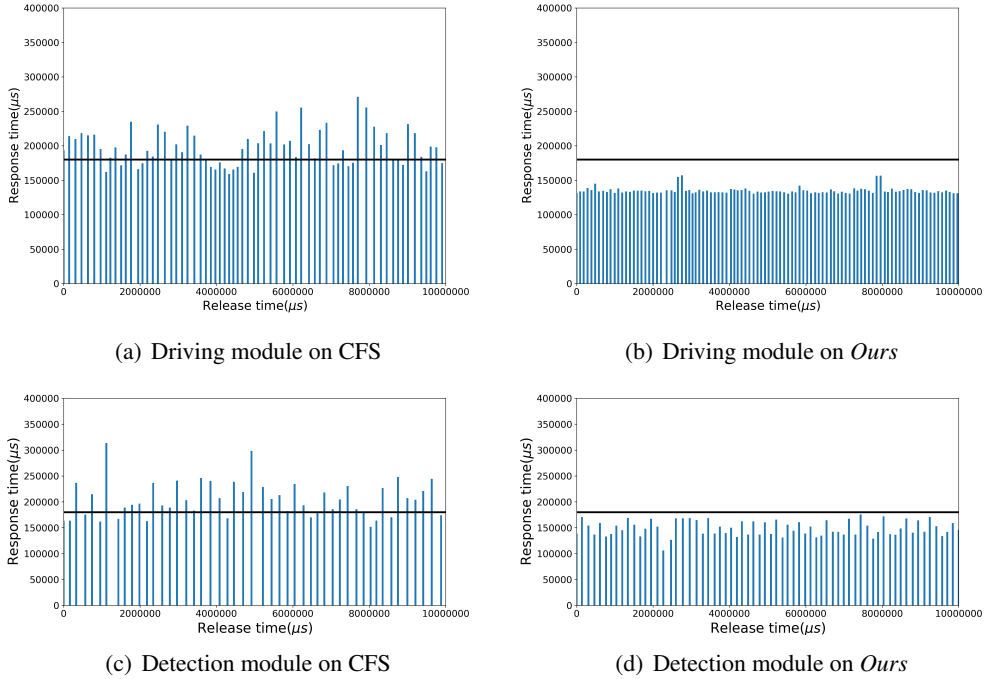 400000
350000
300000
250000
200000
150000
100000
50000
0
Response time(μs)
0 2000000 4000000 6000000 8000000 10000000
Release time(μs)
(a) Driving module on CFS
400000
350000
300000
250000
200000
150000
100000
50000
0
Response time(μs)
0 2000000 4000000 6000000 8000000 10000000
Release time(μs)
(b) Driving module on Ours
400000
350000
300000
250000
200000
150000
100000
50000
0
Response time(μs)
0 2000000 4000000 6000000 8000000 10000000
Release time(μs)
(c) Detection module on CFS
400000
350000
300000
250000
200000
150000
100000
50000
0
Response time(μs)
0 2000000 4000000 6000000 8000000 10000000
Release time(μs)
(d) Detection module on Ours